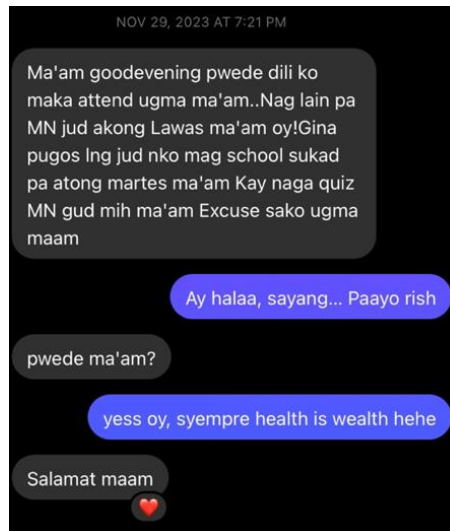 NOV 29, 2023 AT 7:21 PM
Ma'am goodevening pwede dili ko
maka attend ugma ma'am..Nag lain pa
MN jud akong Lawas ma'am oy!Gina
pugos Ing jud nko mag school sukad
pa atong martes ma'am Kay naga quiz
MN gud mih ma'am Excuse sako ugma
maam
Ay halaa, sayang... Paayo rish
pwede ma'am?
yess oy, syempre health is wealth hehe
Salamat maam